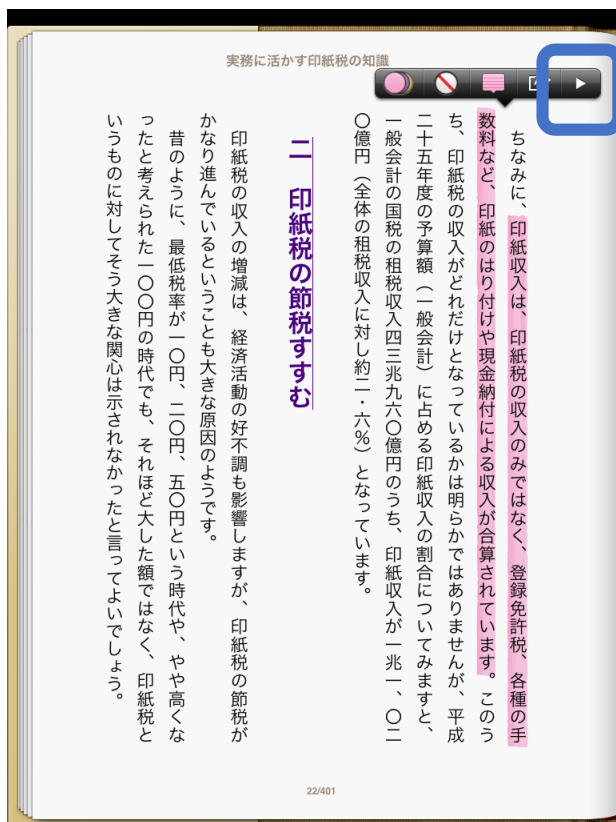 実務に活かす印紙税の知識
ちなみに、印紙収入は、印紙税の収入のみではなく、登録免許税、各種の手
数料など、印紙のはり付けや現金納付による収入が合算されています。このう
ち、印紙税の収入がどれだけとなっているかは明らかではありませんが、平成
二十五年度の予算額（一般会計）に占める印紙収入の割合についてみますと、
一般会計の国税の租税収入四三兆九六〇億円のうち、印紙収入が一兆一、〇二
〇億円（全体の租税収入に対し約二・六％）となっています。
二　印紙税の節税すすむ
印紙税の収入の増減は、経済活動の好不調も影響しますが、印紙税の節税が
かなり進んでいるということも大きな原因のようです。
昔のように、最低税率が一〇円、二〇円、五〇円という時代や、やや高くな
ったと考えられた一〇〇円の時代でも、それほど大した額ではなく、印紙税と
いうものに対してそう大きな関心は示されなかったと言ってよいでしょう。
22/401